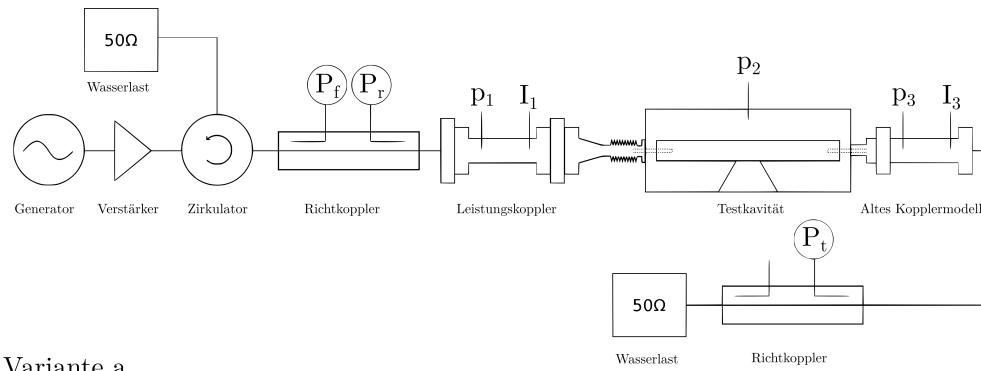 50Ω
Wasserlast
P_f P_r
p_1 I_1
p_2
p_3 I_3
Generator Verstärker Zirkulator Richtkoppler Leistungskoppler Testkavität Altes Kopplermodell
P_t
50Ω
Wasserlast Richtkoppler
Variante a